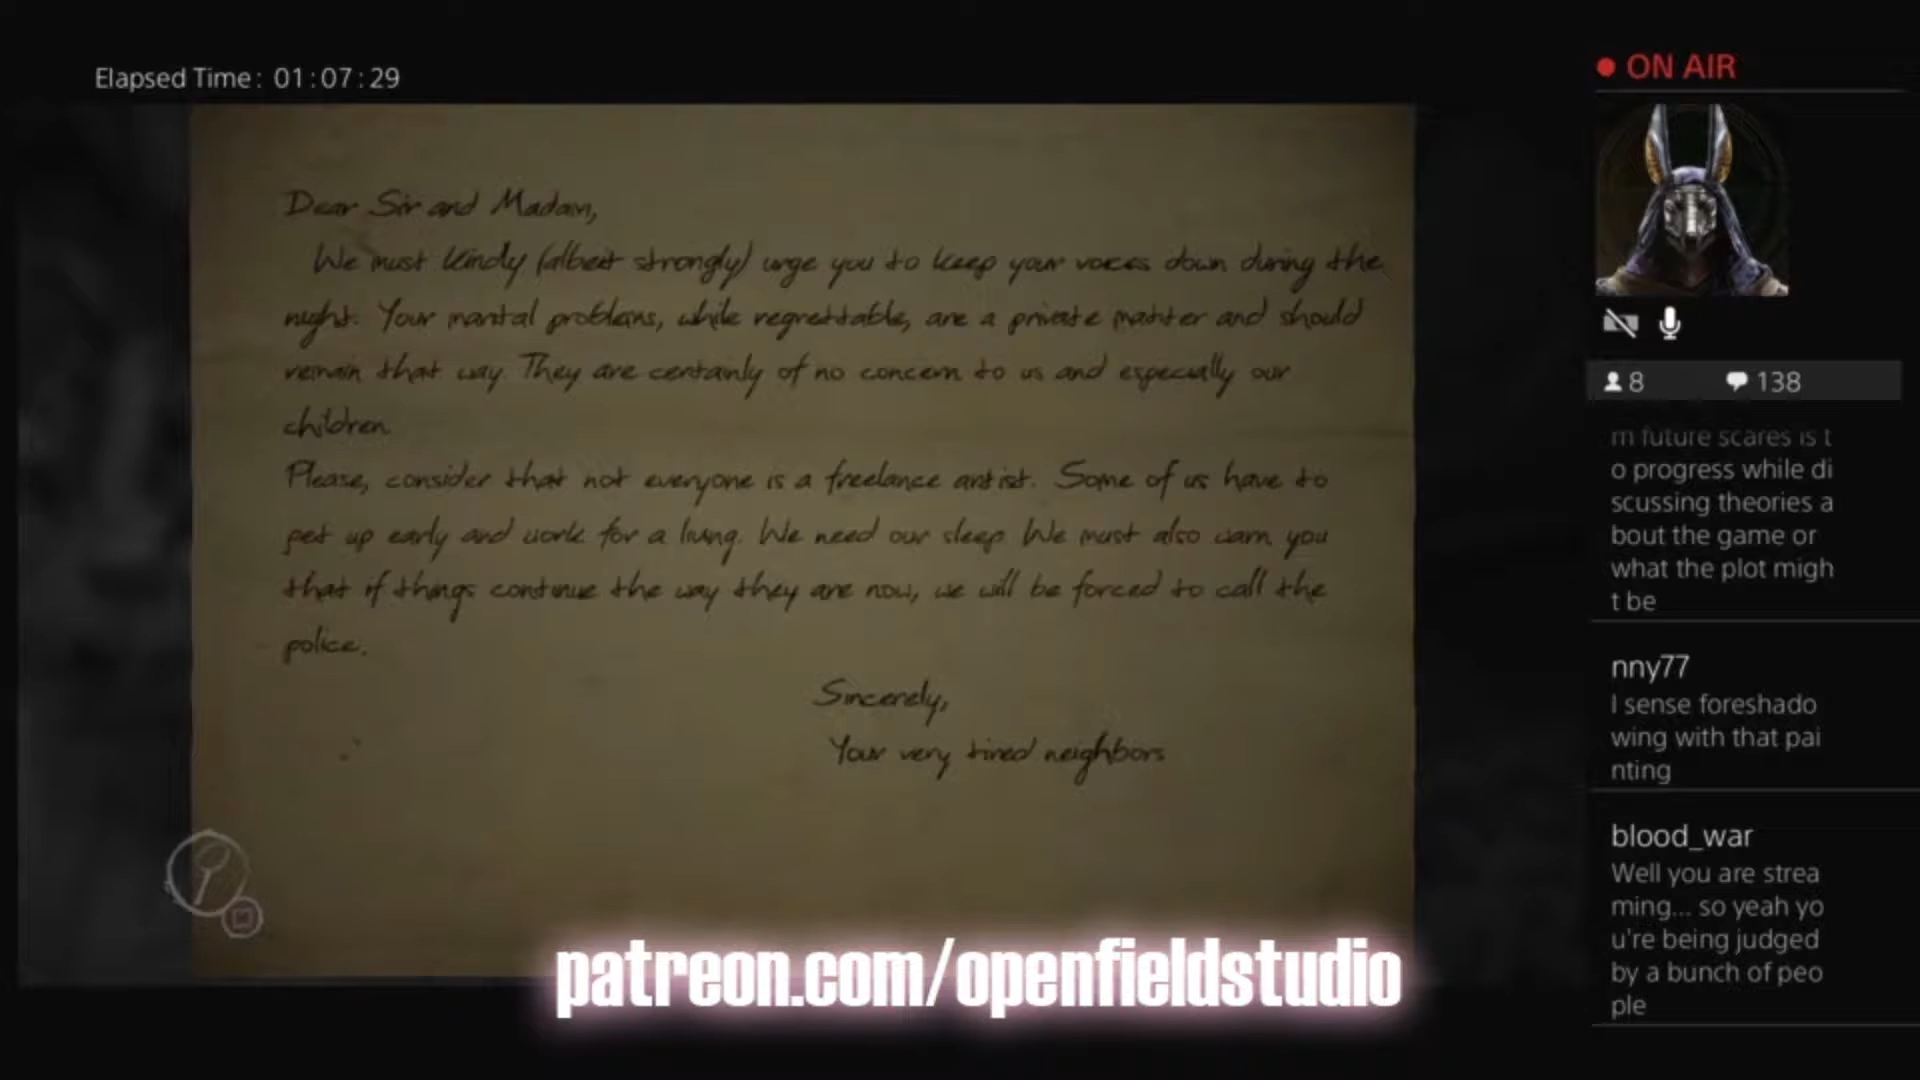 Elapsed Time: 01:07:29
Dear Sir and Madam,
We must kindly (albeit strongly) urge you to keep your voices down during the
night. Your marital problems, while regrettable, are a private matter and should
remain that way. They are certainly of no concern to us and especially our
children.
Please, consider that not everyone is a freelance artist. Some of us have to
get up early and work for a living. We need our sleep. We must also warn you
that if things continue the way they are now, we will be forced to call the
police.
Sincerely,
Your very tired neighbors
patreon.com/openfieldstudio
ON AIR
8 138
m future scares is t
o progress while di
scussing theories a
bout the game or
what the plot migh
t be
nny77
I sense foreshado
wing with that pai
nting
blood_war
Well you are strea
ming... so yeah yo
u're being judged
by a bunch of peo
ple